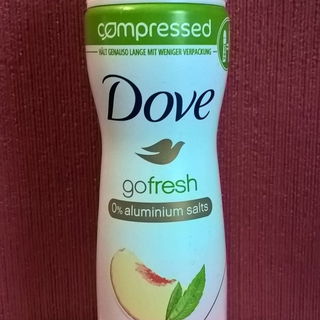 compressed
HÄLT GENAUSO LANGE MIT WENIGER VERPACKUNG
Dove
gofresh
0% aluminium salts